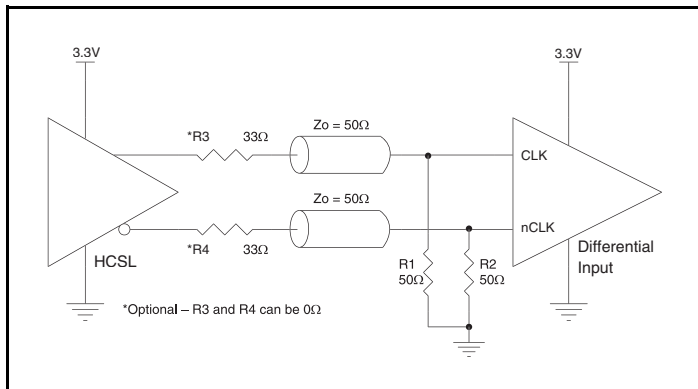 3.3V
3.3V
*R3 33Ω
Zo = 50Ω
CLK
Zo = 50Ω
nCLK
*R4 33Ω
HCSL
R1
50Ω
R2
50Ω
Differential
Input
*Optional – R3 and R4 can be 0Ω